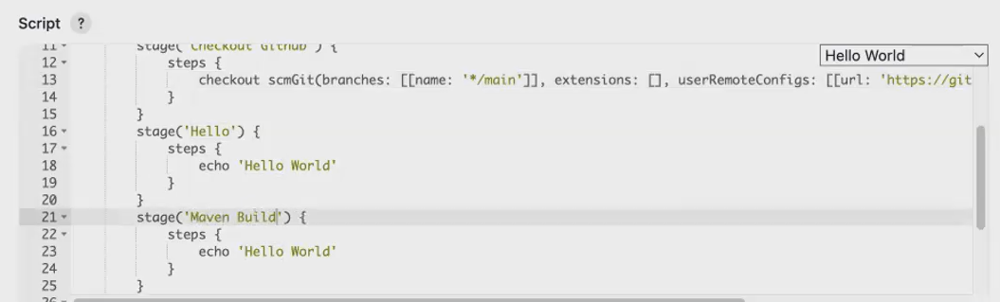 Script ?
Hello World
11 stage('Checkout Github') {
12 steps {
13 checkout scmGit(branches: [[name: '*/main']], extensions: [], userRemoteConfigs: [[url: 'https://git
14 }
15 }
16 stage('Hello') {
17 steps {
18 echo 'Hello World'
19 }
20 }
21 stage('Maven Build') {
22 steps {
23 echo 'Hello World'
24 }
25 }
26